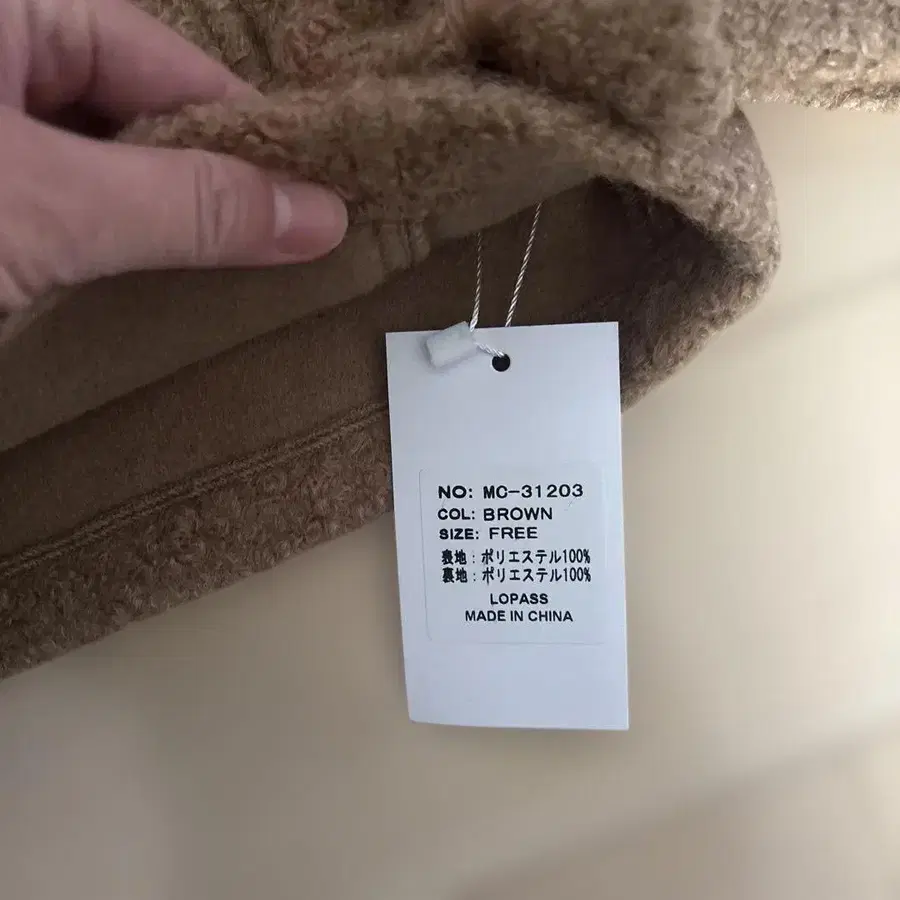 NO: MC-31203
COL: BROWN
SIZE: FREE
表地：ポリエステル100%
裏地：ポリエステル100%
LOPASS
MADE IN CHINA